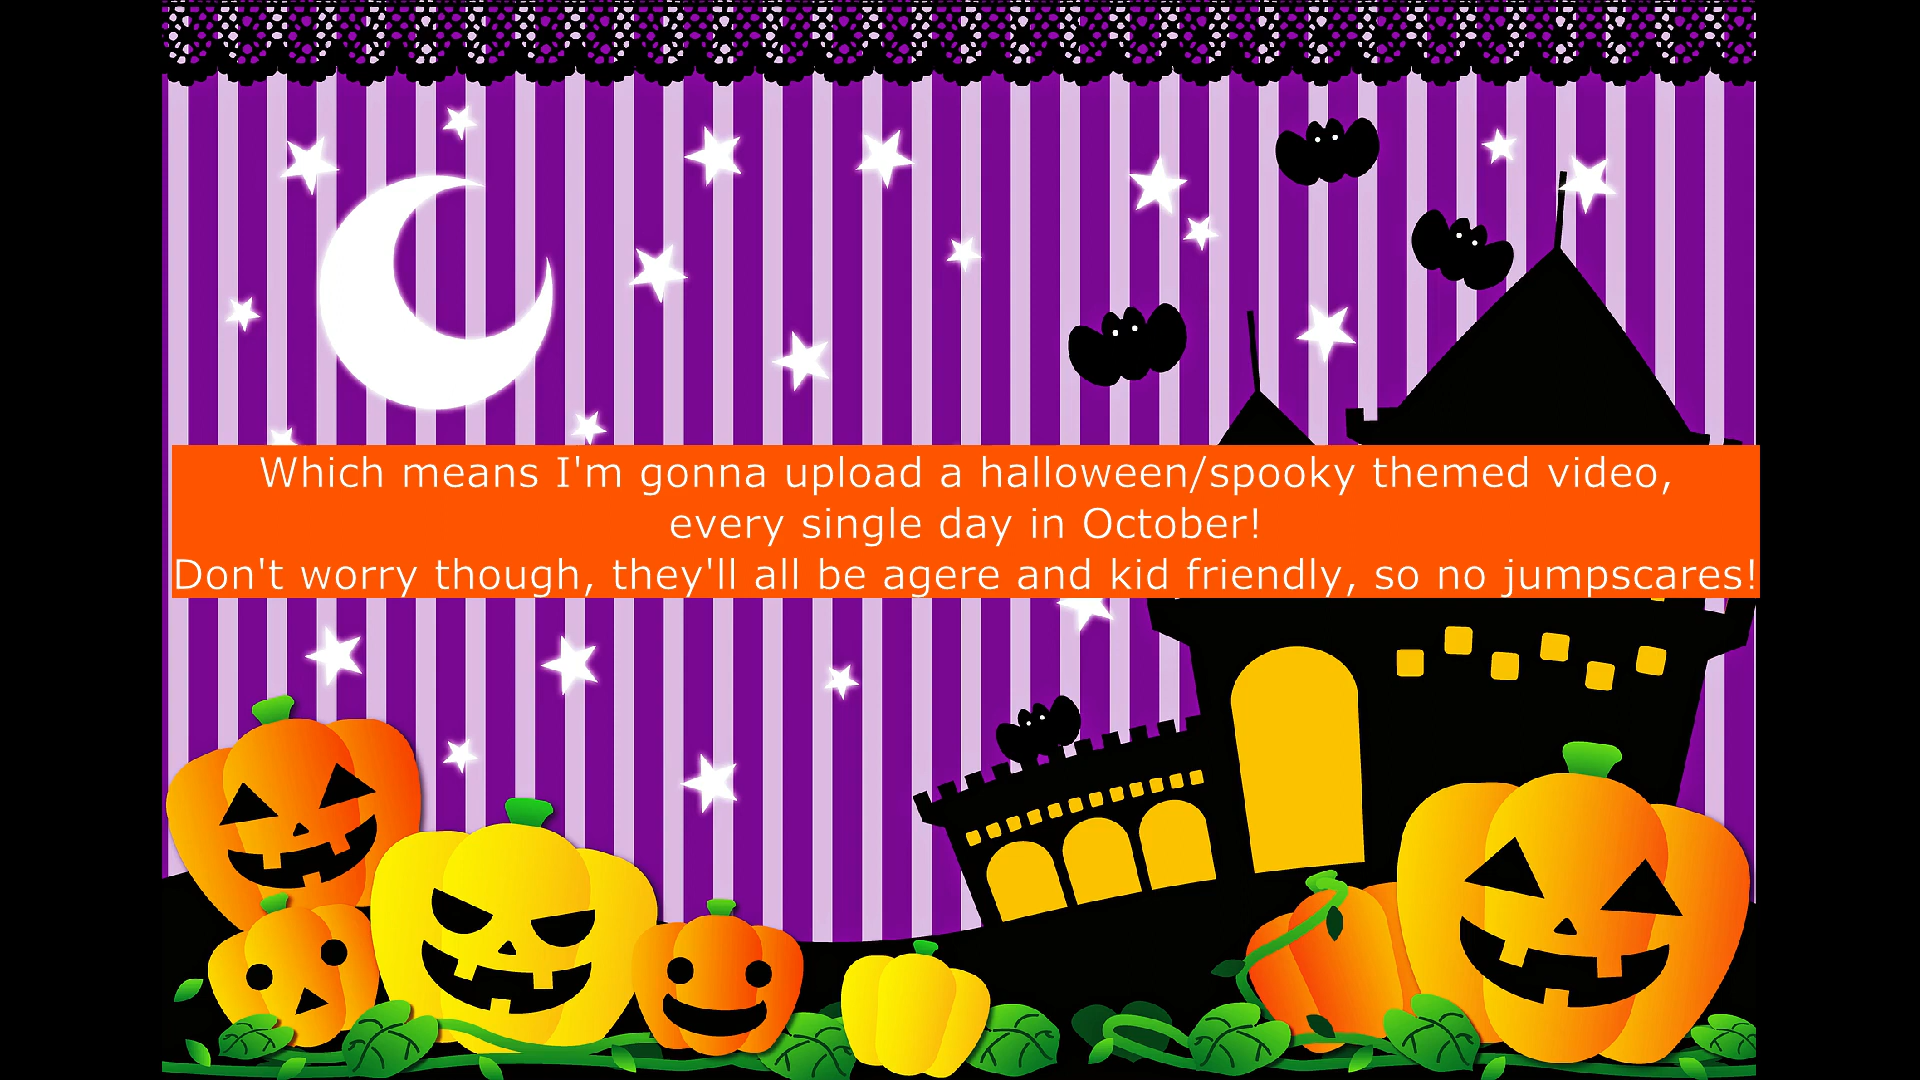 Which means I'm gonna upload a halloween/spooky themed video,
every single day in October!
Don't worry though, they'll all be agere and kid friendly, so no jumpscares!